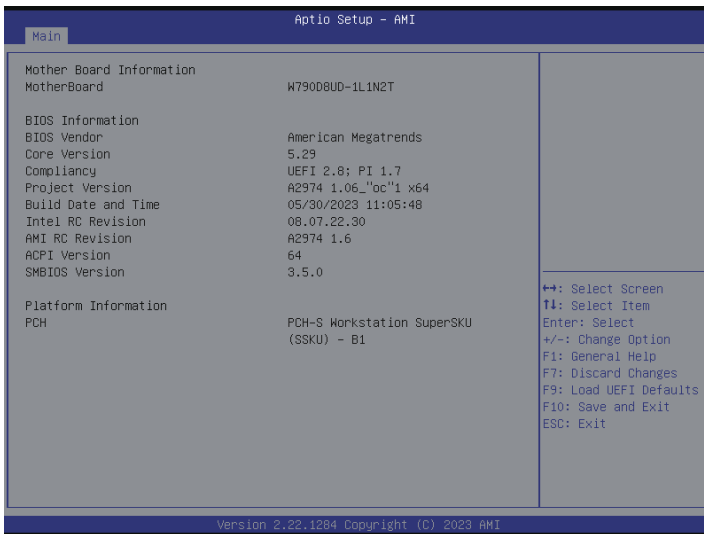 Aptio Setup – AMI
Main
Mother Board Information
MotherBoard W790D8UD-1L1N2T
BIOS Information
BIOS Vendor American Megatrends
Core Version 5.29
Compliancy UEFI 2.8; PI 1.7
Project Version A2974 1.06_"oc"1 x64
Build Date and Time 05/30/2023 11:05:48
Intel RC Revision 08.07.22.30
AMI RC Revision A2974 1.6
ACPI Version 64
SMBIOS Version 3.5.0
Platform Information
PCH PCH-S Workstation SuperSKU
(SSKU) – B1
↔: Select Screen
↑↓: Select Item
Enter: Select
+/-: Change Option
F1: General Help
F7: Discard Changes
F9: Load UEFI Defaults
F10: Save and Exit
ESC: Exit
Version 2.22.1284 Copyright (C) 2023 AMI